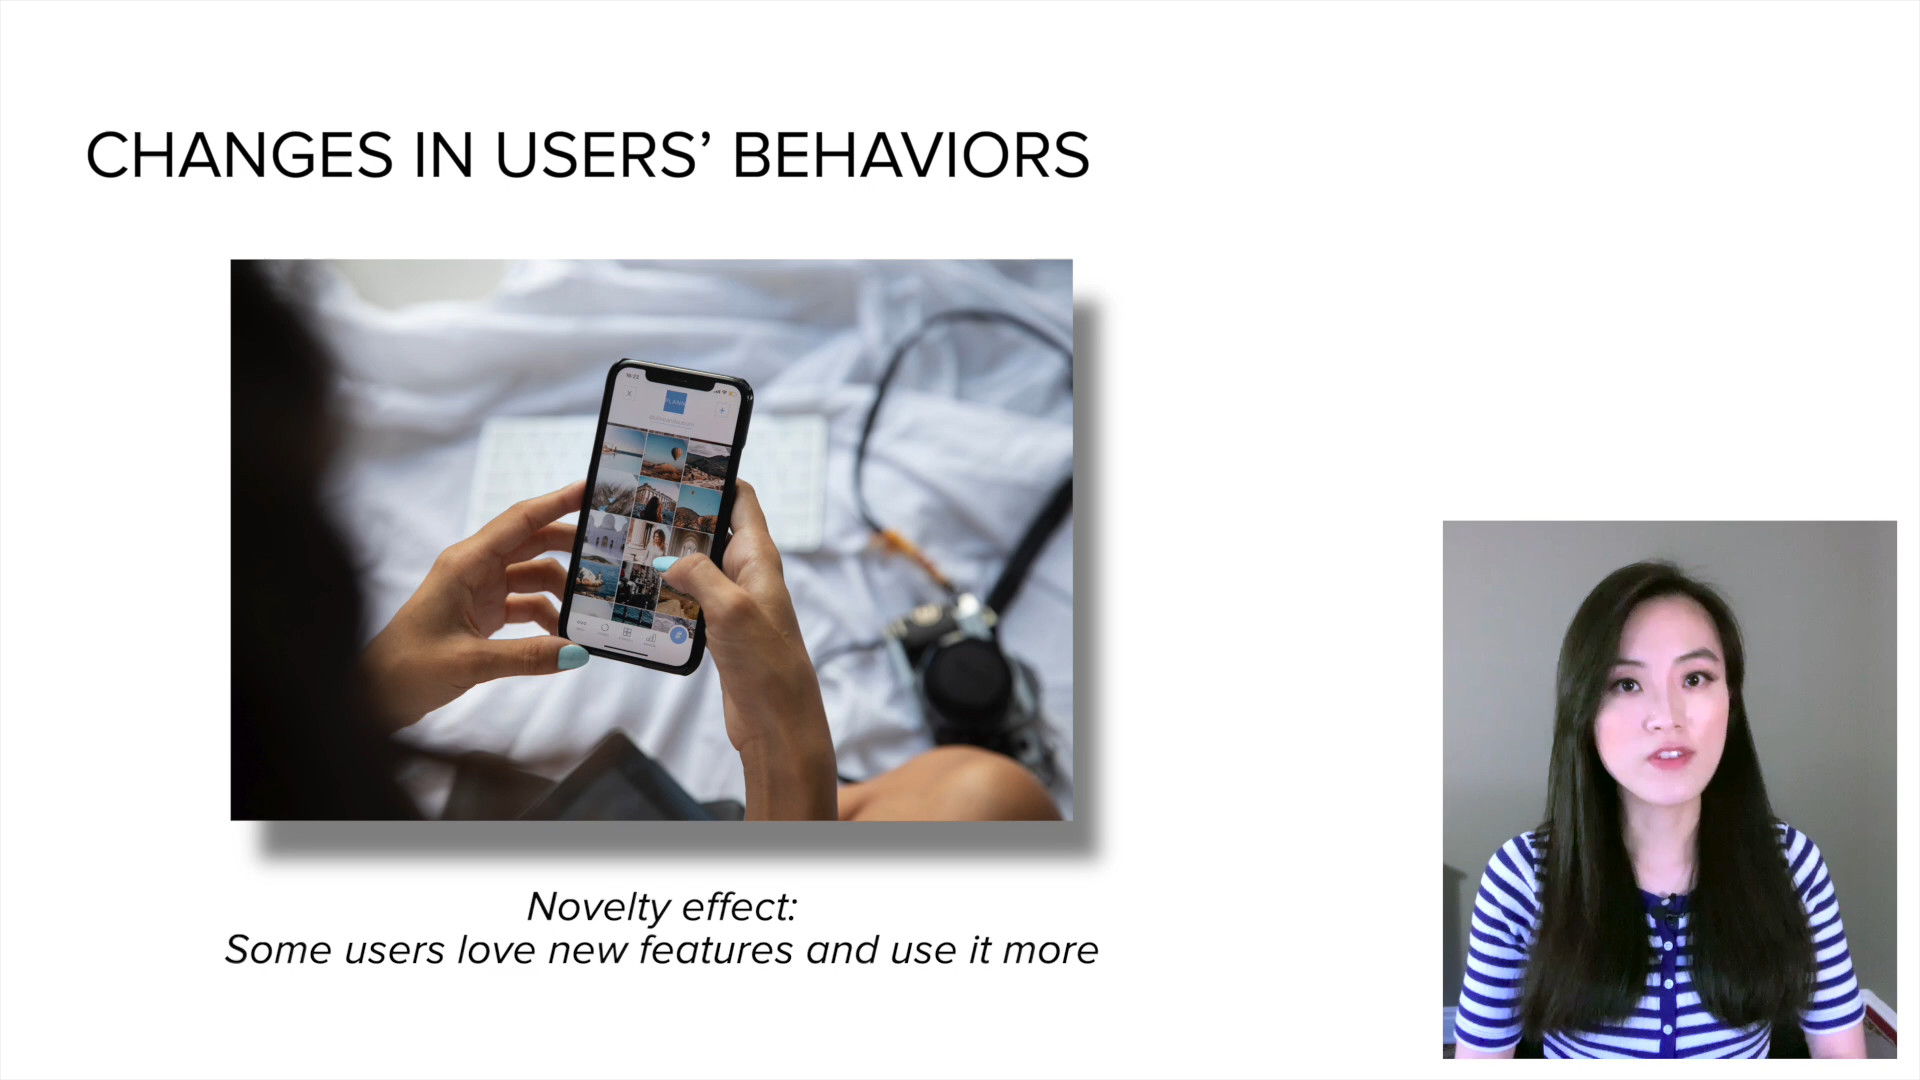 CHANGES IN USERS’ BEHAVIORS
Novelty effect:
Some users love new features and use it more